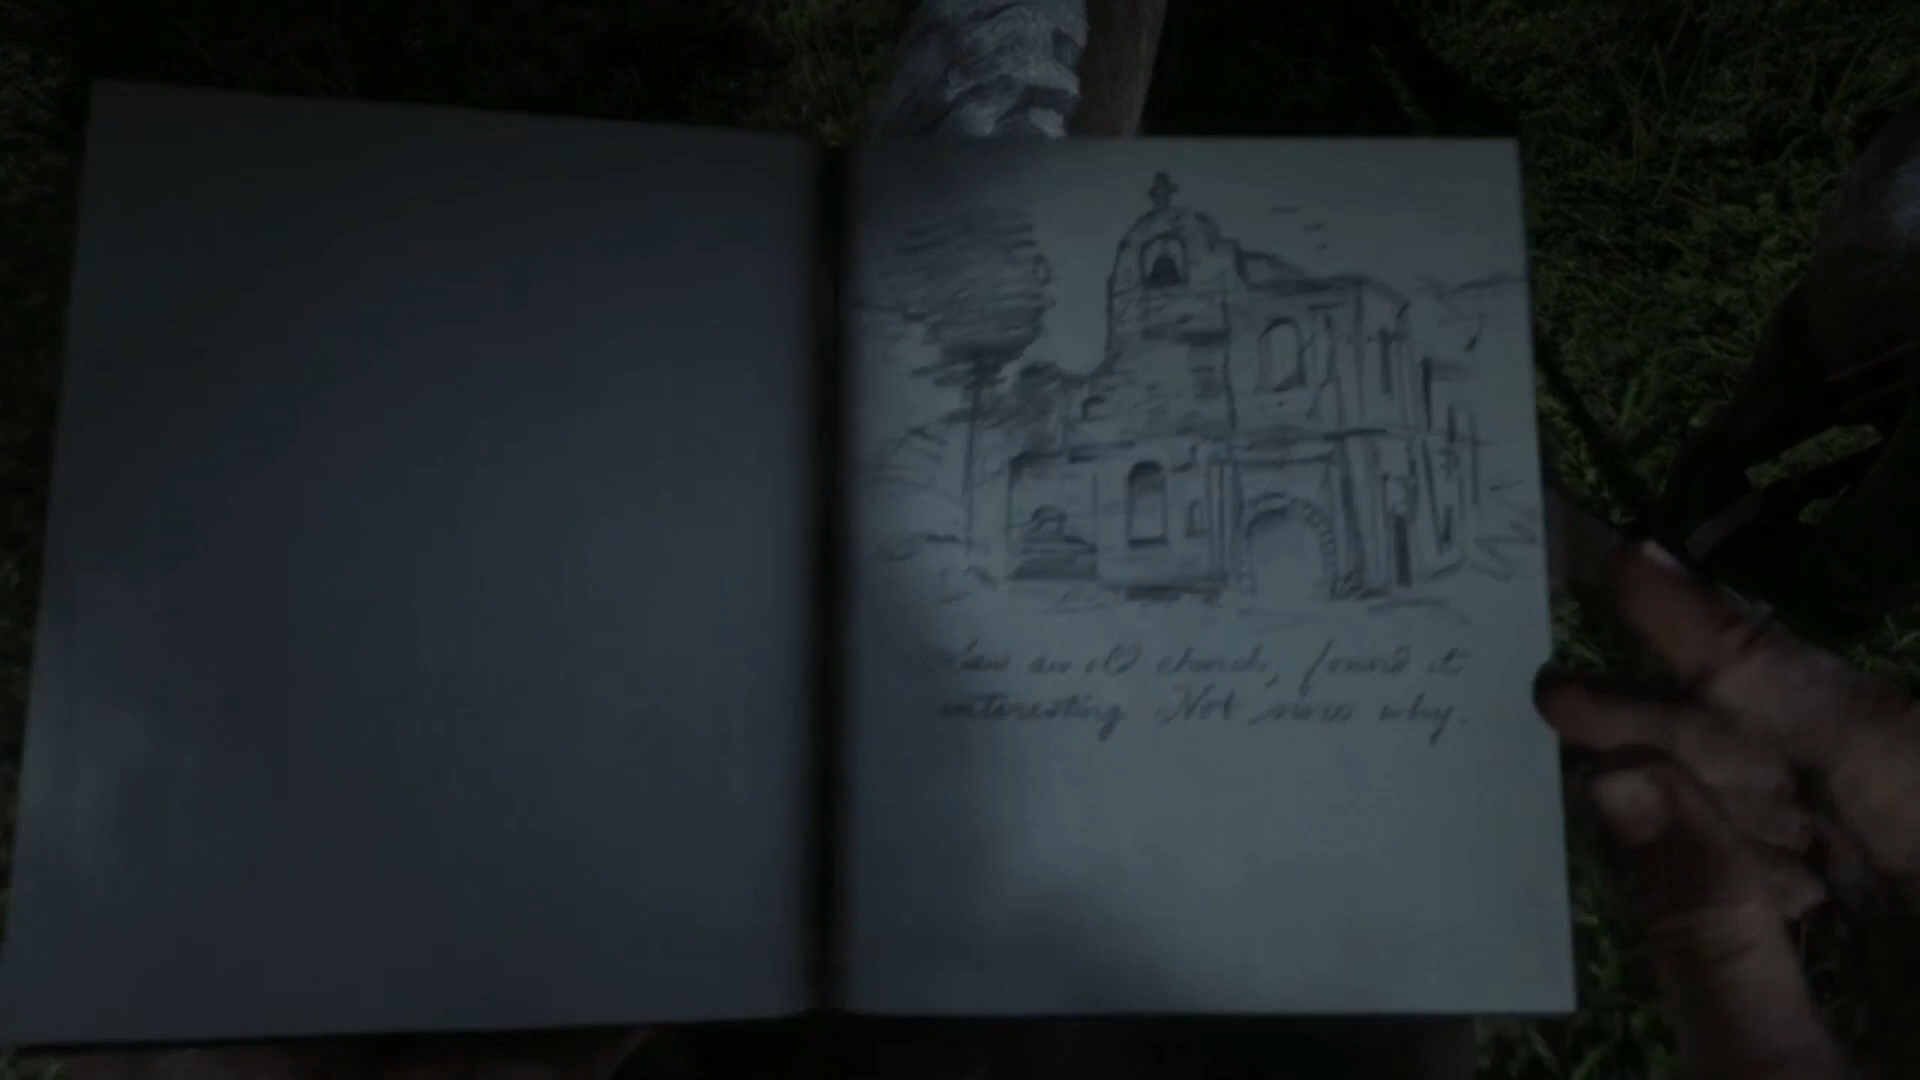 Saw an old church, found it
interesting Not sure why.